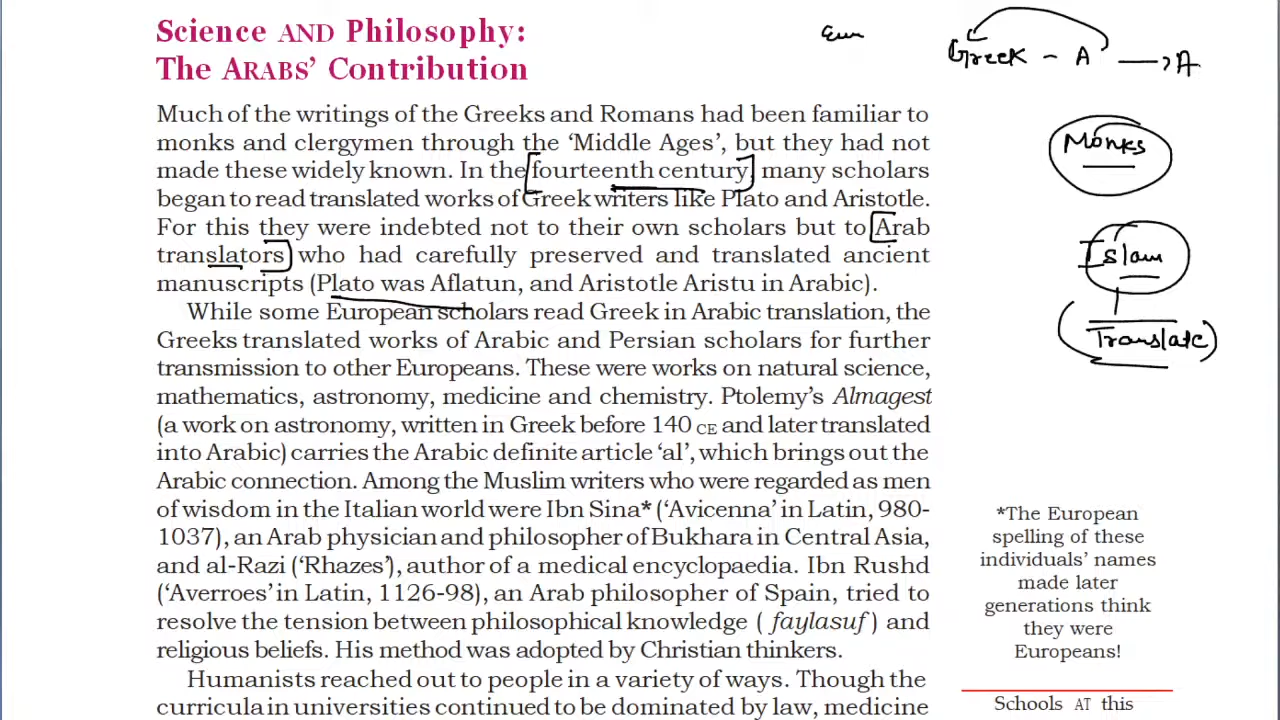 Science AND Philosophy:
The ARABS' Contribution
Much of the writings of the Greeks and Romans had been familiar to
monks and clergymen through the 'Middle Ages', but they had not
made these widely known. In the fourteenth century, many scholars
began to read translated works of Greek writers like Plato and Aristotle.
For this they were indebted not to their own scholars but to Arab
translators who had carefully preserved and translated ancient
manuscripts (Plato was Aflatun, and Aristotle Aristu in Arabic).
While some European scholars read Greek in Arabic translation, the
Greeks translated works of Arabic and Persian scholars for further
transmission to other Europeans. These were works on natural science,
mathematics, astronomy, medicine and chemistry. Ptolemy's Almagest
(a work on astronomy, written in Greek before 140 CE and later translated
into Arabic) carries the Arabic definite article 'al', which brings out the
Arabic connection. Among the Muslim writers who were regarded as men
of wisdom in the Italian world were Ibn Sina* ('Avicenna' in Latin, 980-
1037), an Arab physician and philosopher of Bukhara in Central Asia,
and al-Razi ('Rhazes'), author of a medical encyclopaedia. Ibn Rushd
('Averroes' in Latin, 1126-98), an Arab philosopher of Spain, tried to
resolve the tension between philosophical knowledge ( faylasuf ) and
religious beliefs. His method was adopted by Christian thinkers.
Humanists reached out to people in a variety of ways. Though the
curricula in universities continued to be dominated by law, medicine
Eur
Greek - A → A
Monks
Islam
Translate
*The European
spelling of these
individuals' names
made later
generations think
they were
Europeans!
Schools AT this